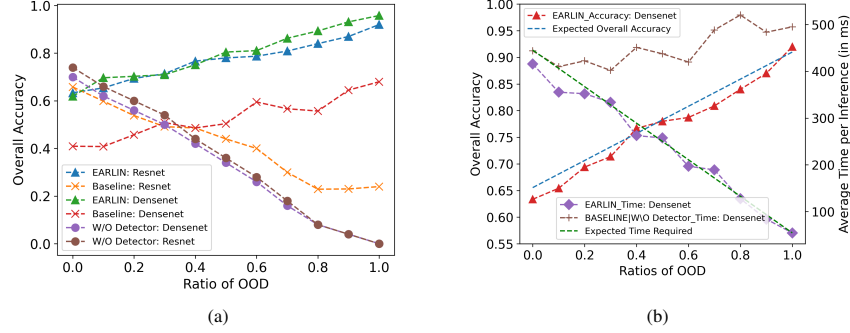 1.0
0.8
0.6
0.4
0.2
0.0
Overall Accuracy
EARLIN: Resnet
Baseline: Resnet
EARLIN: Densenet
Baseline: Densenet
W/O Detector: Densenet
W/O Detector: Resnet
0.0 0.2 0.4 0.6 0.8 1.0
Ratio of OOD
(a)
1.00
0.95
0.90
0.85
0.80
0.75
0.70
0.65
0.60
0.55
Overall Accuracy
EARLIN_Accuracy: Densenet
Expected Overall Accuracy
EARLIN_Time: Densenet
BASELINE|W\O Detector_Time: Densenet
Expected Time Required
500
400
300
200
100
Average Time per Inference (in ms)
0.0 0.2 0.4 0.6 0.8 1.0
Ratios of OOD
(b)